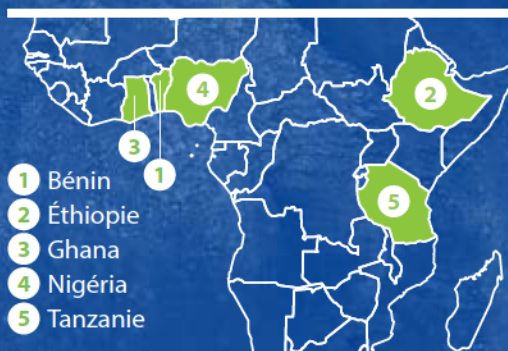 4
2
3
1
5
1 Bénin
2 Éthiopie
3 Ghana
4 Nigéria
5 Tanzanie